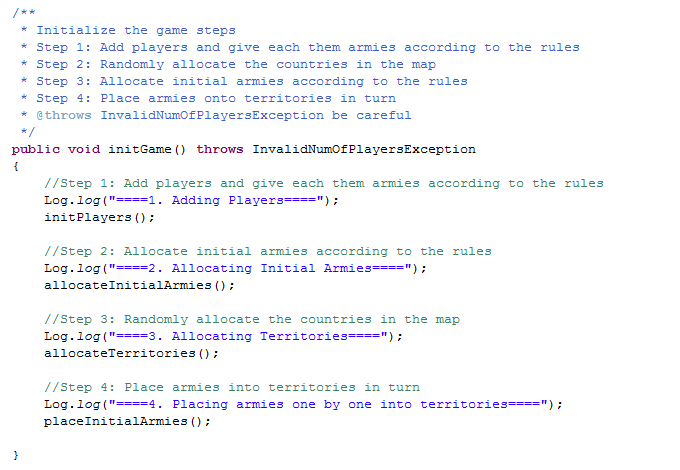 /**
 * Initialize the game steps
 * Step 1: Add players and give each them armies according to the rules
 * Step 2: Randomly allocate the countries in the map
 * Step 3: Allocate initial armies according to the rules
 * Step 4: Place armies onto territories in turn
 * @throws InvalidNumOfPlayersException be careful
 */
public void initGame() throws InvalidNumOfPlayersException
{
    //Step 1: Add players and give each them armies according to the rules
    Log.log("====1. Adding Players====");
    initPlayers();

    //Step 2: Allocate initial armies according to the rules
    Log.log("====2. Allocating Initial Armies====");
    allocateInitialArmies();

    //Step 3: Randomly allocate the countries in the map
    Log.log("====3. Allocating Territories====");
    allocateTerritories();

    //Step 4: Place armies into territories in turn
    Log.log("====4. Placing armies one by one into territories====");
    placeInitialArmies();

}